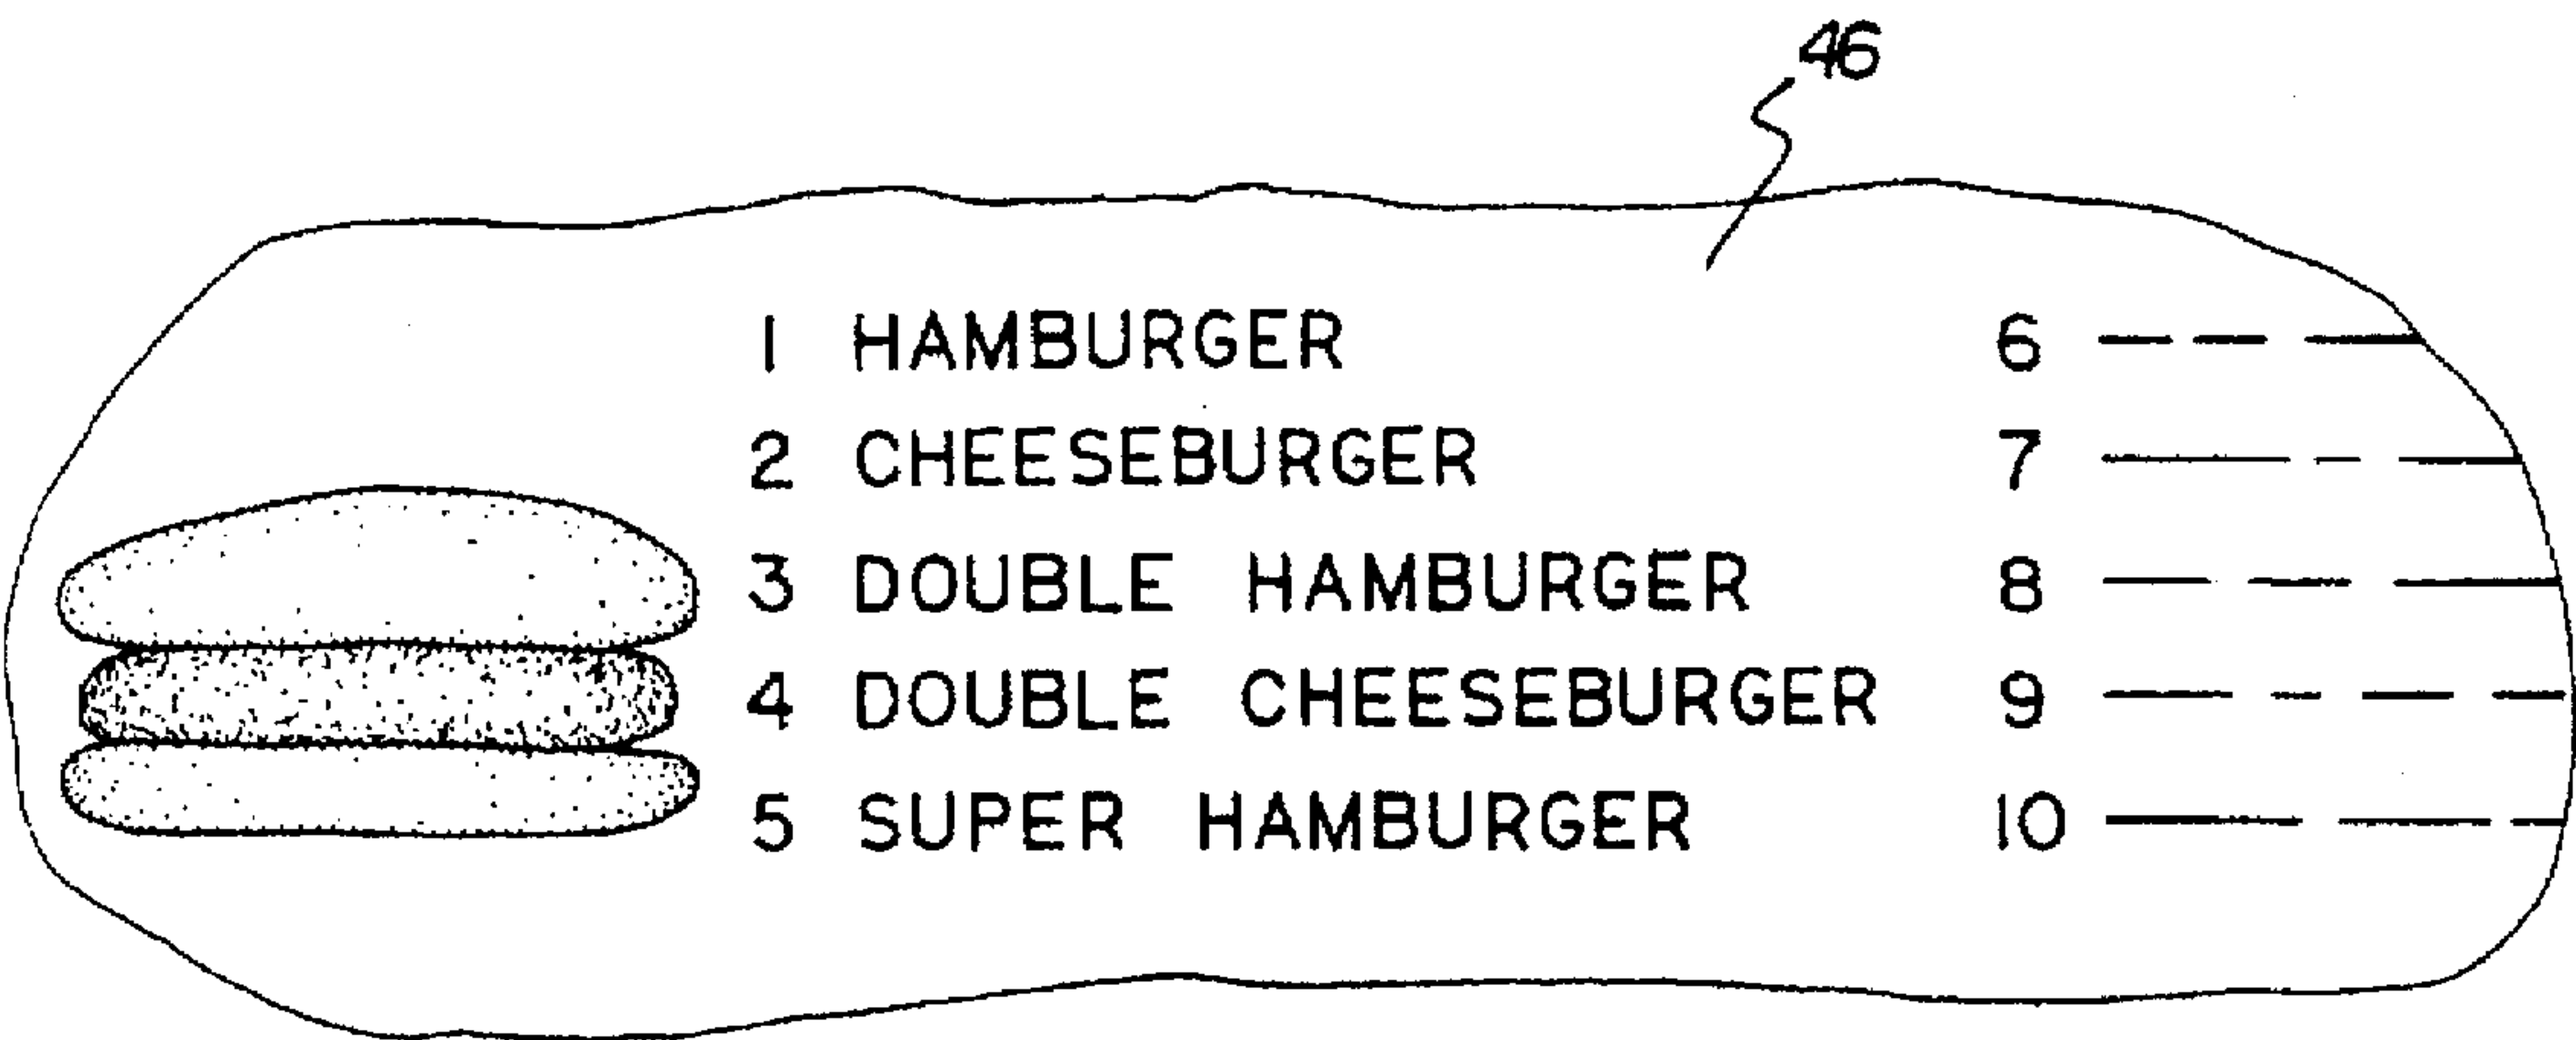 46
1 HAMBURGER
2 CHEESEBURGER
3 DOUBLE HAMBURGER
4 DOUBLE CHEESEBURGER
5 SUPER HAMBURGER
6
7
8
9
10